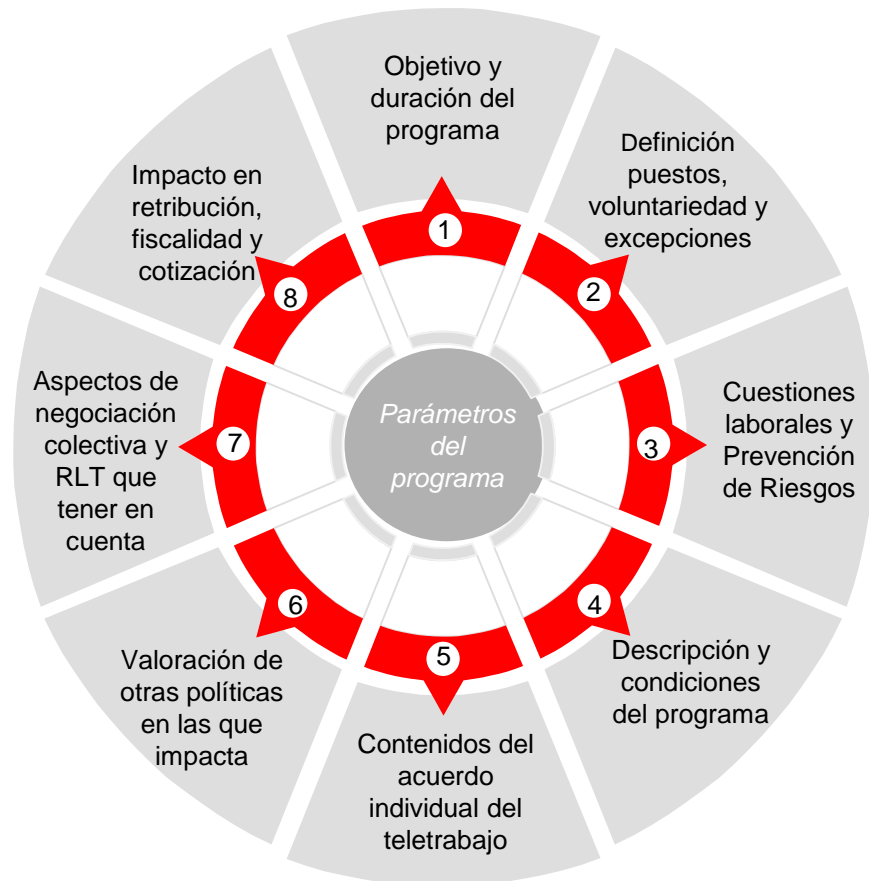 Objetivo y
duración del
programa
1
Definición
puestos,
voluntariedad y
excepciones
2
Cuestiones
laborales y
Prevención
de Riesgos
3
Descripción y
condiciones
del programa
4
Contenidos del
acuerdo
individual del
teletrabajo
5
Valoración de
otras políticas
en las que
impacta
6
Aspectos de
negociación
colectiva y
RLT que
tener en
cuenta
7
Impacto en
retribución,
fiscalidad y
cotización
8
Parámetros
del
programa